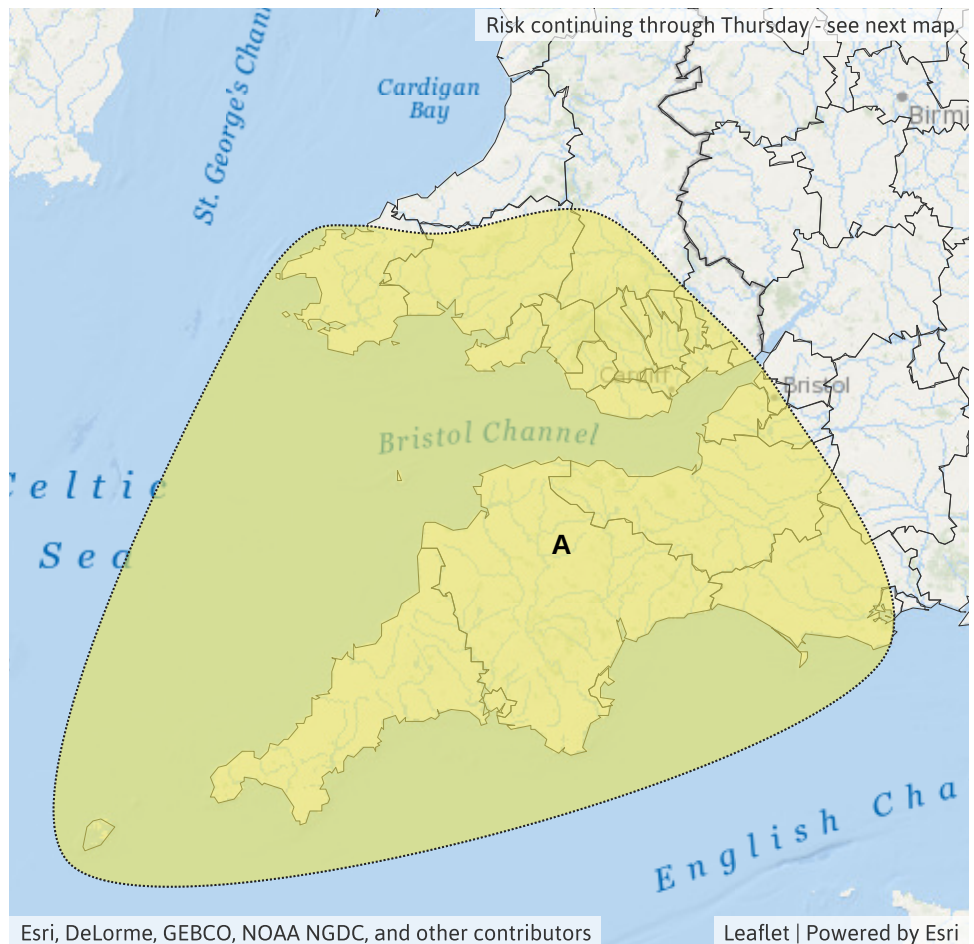 Risk continuing through Thursday - see next map.
St. George's Chann
Cardigan
Bay
Birmi
Cardiff
Bristol
Bristol Channel
Celtic
Sea
A
English Cha
Esri, DeLorme, GEBCO, NOAA NGDC, and other contributors
Leaflet | Powered by Esri